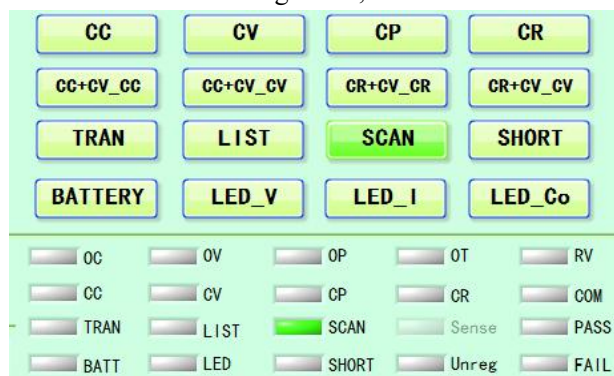 CC CV CP CR
CC+CV_CC CC+CV_CV CR+CV_CR CR+CV_CV
TRAN LIST SCAN SHORT
BATTERY LED_V LED_I LED_Co
OC OV OP OT RV
CC CV CP CR COM
TRAN LIST SCAN Sense PASS
BATT LED SHORT Unreg FAIL